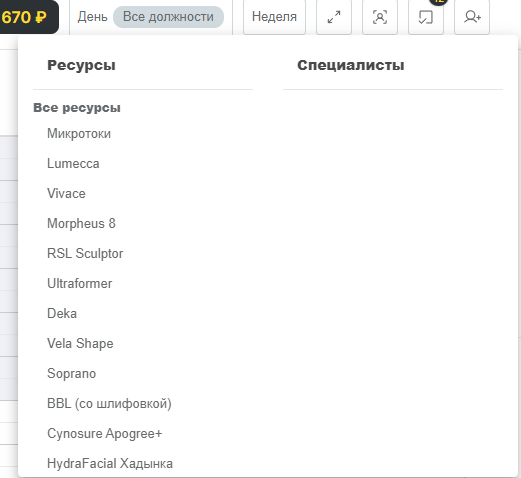 670 ₽
День Все должности
Неделя
Ресурсы
Специалисты
Все ресурсы
Микротоки
Lumecca
Vivace
Morpheus 8
RSL Sculptor
Ultraformer
Deka
Vela Shape
Soprano
BBL (со шлифовкой)
Cynosure Apogree+
HydraFacial Хадынка